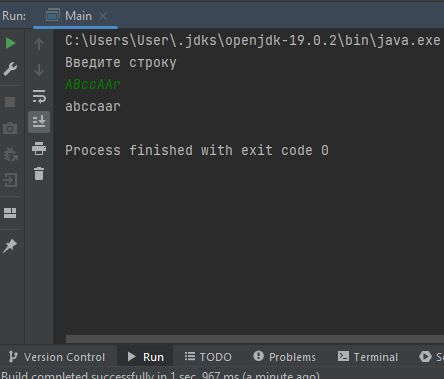 Run: Main
C:\Users\User\.jdks\openjdk-19.0.2\bin\java.exe
Введите строку
ABccAAr
abccaar
Process finished with exit code 0
Version Control Run TODO Problems Terminal
Build completed successfully in 1 sec, 967 ms (a minute ago)